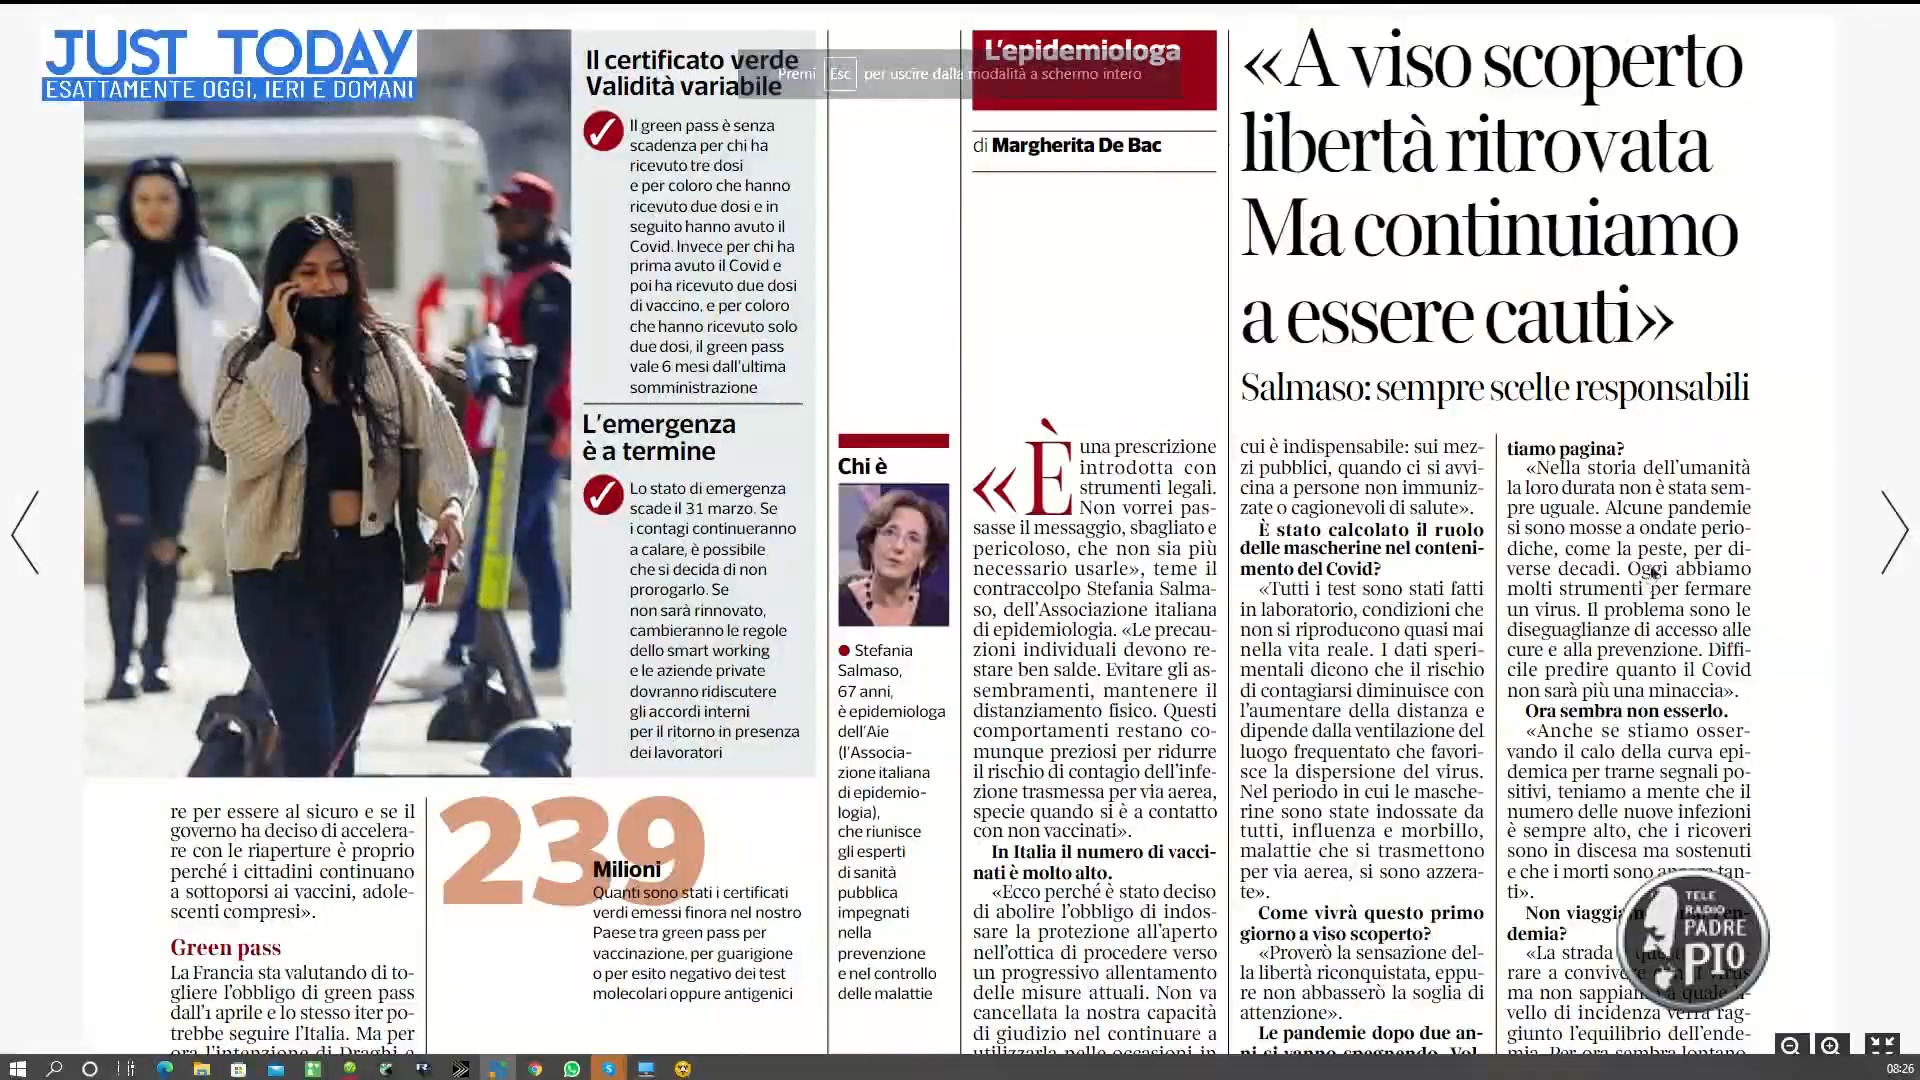 JUST TODAY
ESATTAMENTE OGGI, IERI E DOMANI
Premi Esc per uscire dalla modalità a schermo intero
Il certificato verde
Validità variabile
Il green pass è senza
scadenza per chi ha
ricevuto tre dosi
e per coloro che hanno
ricevuto due dosi e in
seguito hanno avuto il
Covid. Invece per chi ha
prima avuto il Covid e
poi ha ricevuto due dosi
di vaccino, e per coloro
che hanno ricevuto solo
due dosi, il green pass
vale 6 mesi dall'ultima
somministrazione
L'emergenza
è a termine
Lo stato di emergenza
scade il 31 marzo. Se
i contagi continueranno
a calare, è possibile
che si decida di non
prorogarlo. Se
non sarà rinnovato,
cambieranno le regole
dello smart working
e le aziende private
dovranno ridiscutere
gli accordi interni
per il ritorno in presenza
dei lavoratori
re per essere al sicuro e se il
governo ha deciso di accelera-
re con le riaperture è proprio
perché i cittadini continuano
a sottoporsi ai vaccini, adole-
scenti compresi».
Green pass
La Francia sta valutando di to-
gliere l'obbligo di green pass
dall'1 aprile e lo stesso iter po-
trebbe seguire l'Italia. Ma per
ora l'intenzione di Draghi e
239
Milioni
Quanti sono stati i certificati
verdi emessi finora nel nostro
Paese tra green pass per
vaccinazione, per guarigione
o per esito negativo dei test
molecolari oppure antigenici
Chi è
Stefania
Salmaso,
67 anni,
è epidemiologa
dell'Aie
(l'Associa-
zione italiana
di epidemio-
logia),
che riunisce
gli esperti
di sanità
pubblica
impegnati
nella
prevenzione
e nel controllo
delle malattie
L'epidemiologa
di Margherita De Bac
«A viso scoperto
libertà ritrovata
Ma continuiamo
a essere cauti»
Salmaso: sempre scelte responsabili
«È una prescrizione
introdotta con
strumenti legali.
Non vorrei pas-
sasse il messaggio, sbagliato e
pericoloso, che non sia più
necessario usarle», teme il
contraccolpo Stefania Salma-
so, dell'Associazione italiana
di epidemiologia. «Le precau-
zioni individuali devono re-
stare ben salde. Evitare gli as-
sembramenti, mantenere il
distanziamento fisico. Questi
comportamenti restano co-
munque preziosi per ridurre
il rischio di contagio dell'infe-
zione trasmessa per via aerea,
specie quando si è a contatto
con non vaccinati».
In Italia il numero di vacci-
nati è molto alto.
«Ecco perché è stato deciso
di abolire l'obbligo di indos-
sare la protezione all'aperto
nell'ottica di procedere verso
un progressivo allentamento
delle misure attuali. Non va
cancellata la nostra capacità
di giudizio nel continuare a
utilizzarla nelle occasioni in
cui è indispensabile: sui mez-
zi pubblici, quando ci si avvi-
cina a persone non immuniz-
zate o cagionevoli di salute».
È stato calcolato il ruolo
delle mascherine nel conteni-
mento del Covid?
«Tutti i test sono stati fatti
in laboratorio, condizioni che
non si riproducono quasi mai
nella vita reale. I dati speri-
mentali dicono che il rischio
di contagiarsi diminuisce con
l'aumentare della distanza e
dipende dalla ventilazione del
luogo frequentato che favori-
sce la dispersione del virus.
Nel periodo in cui le masche-
rine sono state indossate da
tutti, influenza e morbillo,
malattie che si trasmettono
per via aerea, si sono azzera-
te».
Come vivrà questo primo
giorno a viso scoperto?
«Proverò la sensazione del-
la libertà riconquistata, eppu-
re non abbasserò la soglia di
attenzione».
Le pandemie dopo due an-
ni si vanno spegnendo. Vol-
tiamo pagina?
«Nella storia dell'umanità
la loro durata non è stata sem-
pre uguale. Alcune pandemie
si sono mosse a ondate perio-
diche, come la peste, per di-
verse decadi. Oggi abbiamo
molti strumenti per fermare
un virus. Il problema sono le
diseguaglianze di accesso alle
cure e alla prevenzione. Diffi-
cile predire quanto il Covid
non sarà più una minaccia».
Ora sembra non esserlo.
«Anche se stiamo osser-
vando il calo della curva epi-
demica per trarne segnali po-
sitivi, teniamo a mente che il
numero delle nuove infezioni
è sempre alto, che i ricoveri
sono in discesa ma sostenuti
e che i morti sono ancora tan-
ti».
Non viaggia
demia?
«La strada
rare a convivere
ma non sappiamo a quale li-
vello di incidenza verrà rag-
giunto l'equilibrio dell'ende-
mia. Per ora sembra lontano
TELE
RADIO
PADRE
PIO
08:26